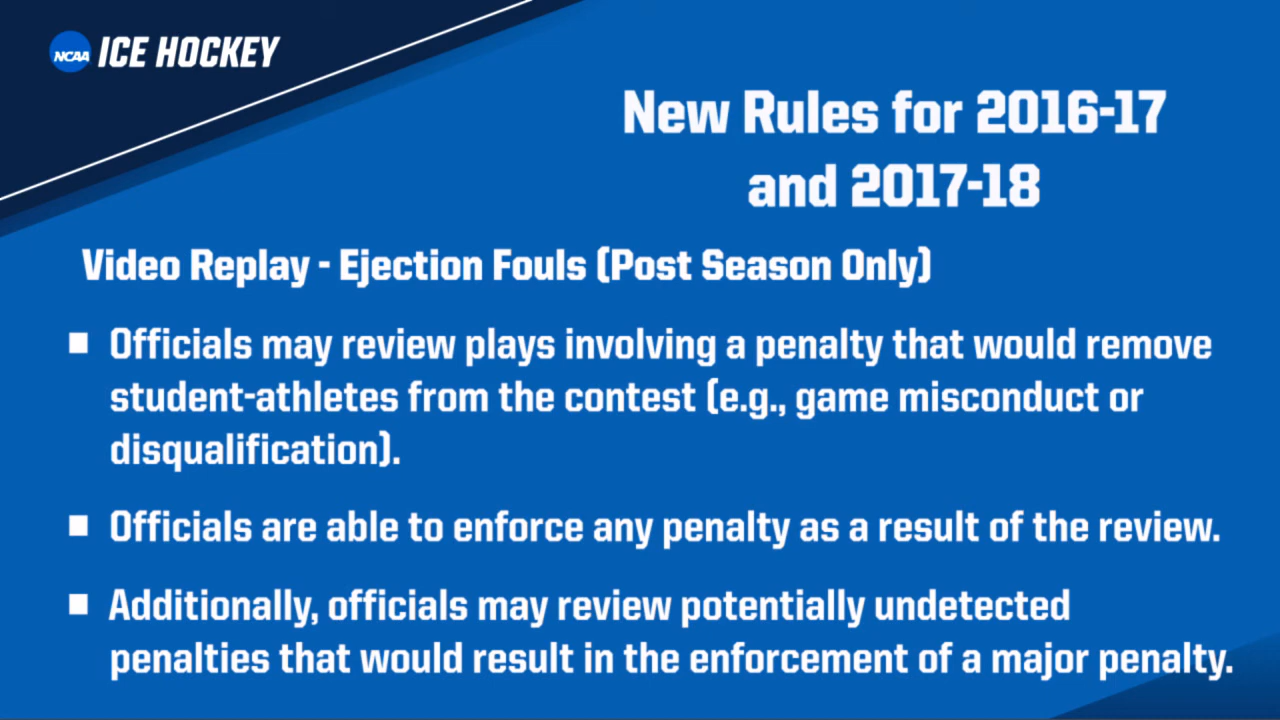 NCAA ICE HOCKEY
New Rules for 2016-17
and 2017-18
Video Replay - Ejection Fouls (Post Season Only)
■ Officials may review plays involving a penalty that would remove
student-athletes from the contest (e.g., game misconduct or
disqualification).
■ Officials are able to enforce any penalty as a result of the review.
■ Additionally, officials may review potentially undetected
penalties that would result in the enforcement of a major penalty.